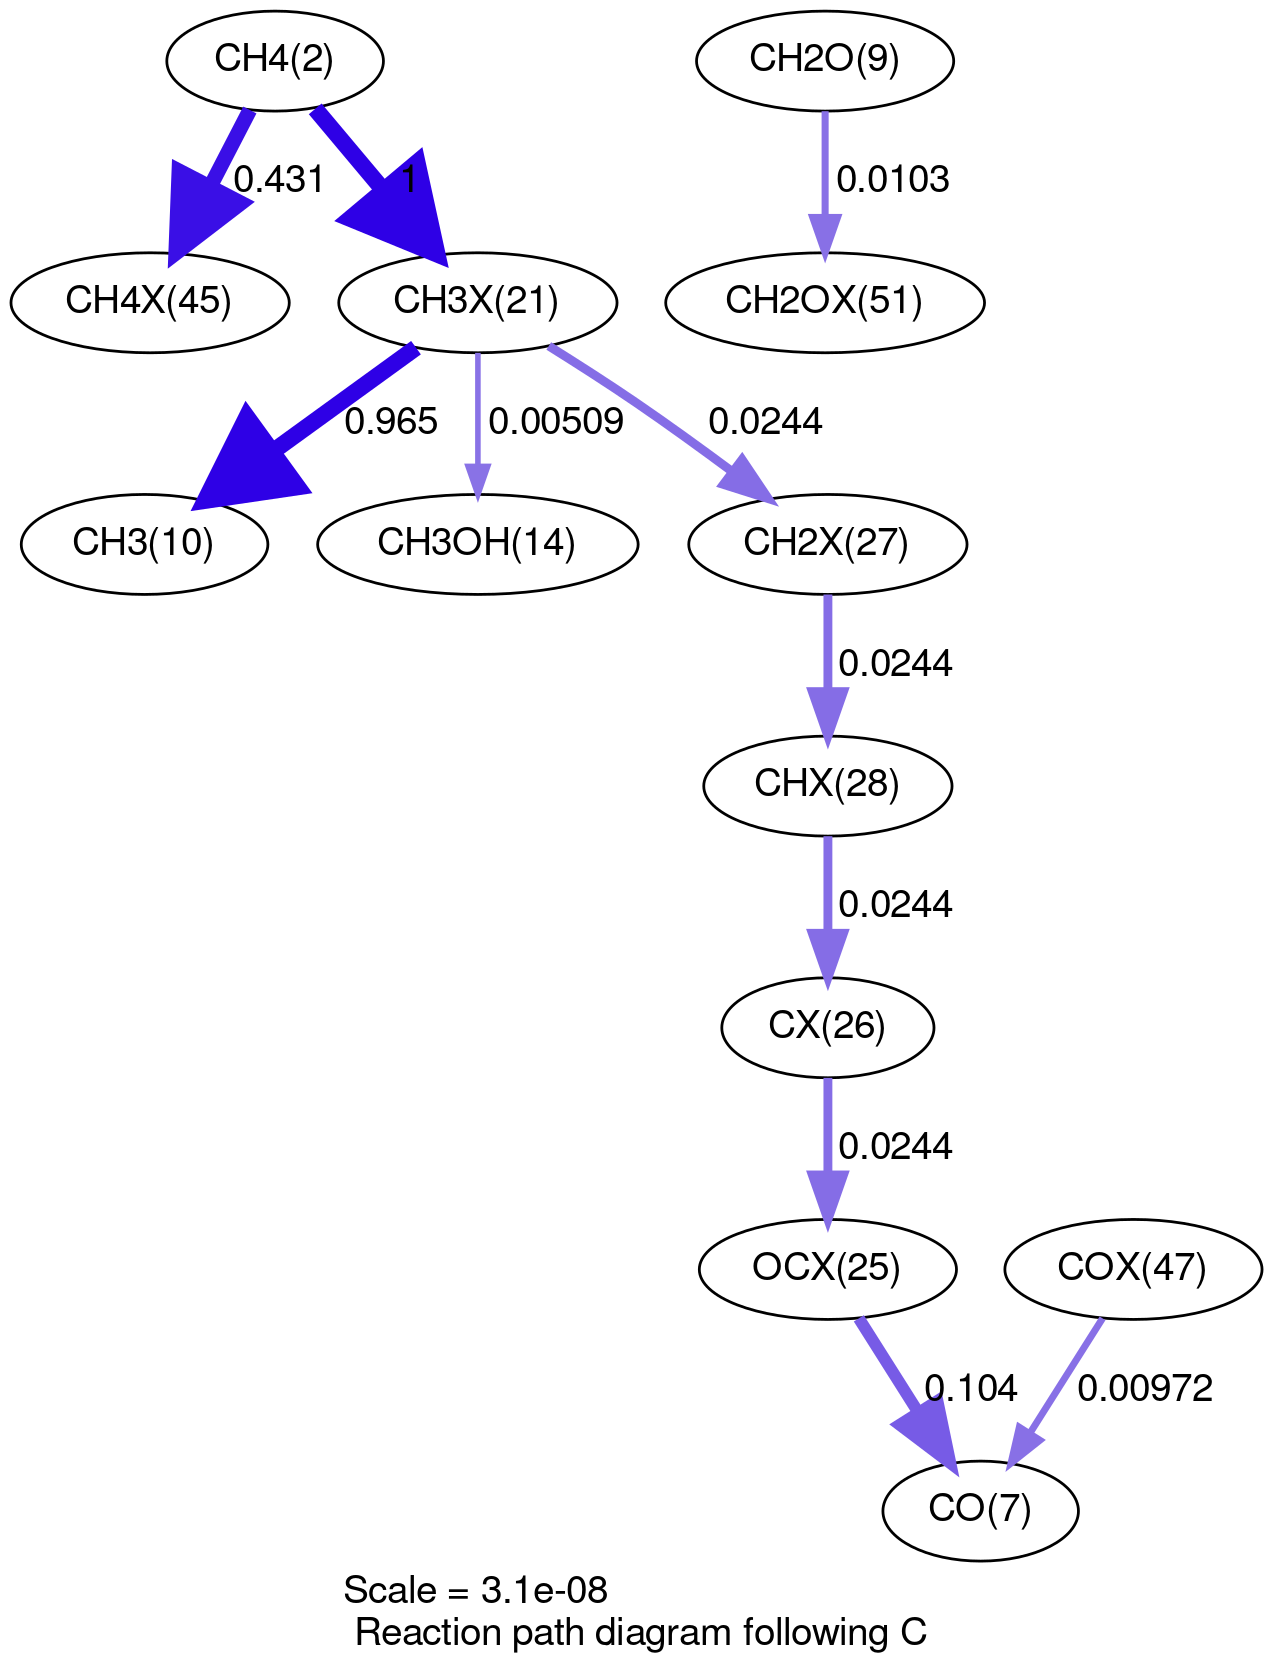 CH4(2)
CH2O(9)
0.431
1
0.0103
CH4X(45)
CH3X(21)
CH2OX(51)
0.965
0.00509
0.0244
CH3(10)
CH3OH(14)
CH2X(27)
0.0244
CHX(28)
0.0244
CX(26)
0.0244
OCX(25)
COX(47)
0.104
0.00972
CO(7)
Scale = 3.1e-08
Reaction path diagram following C